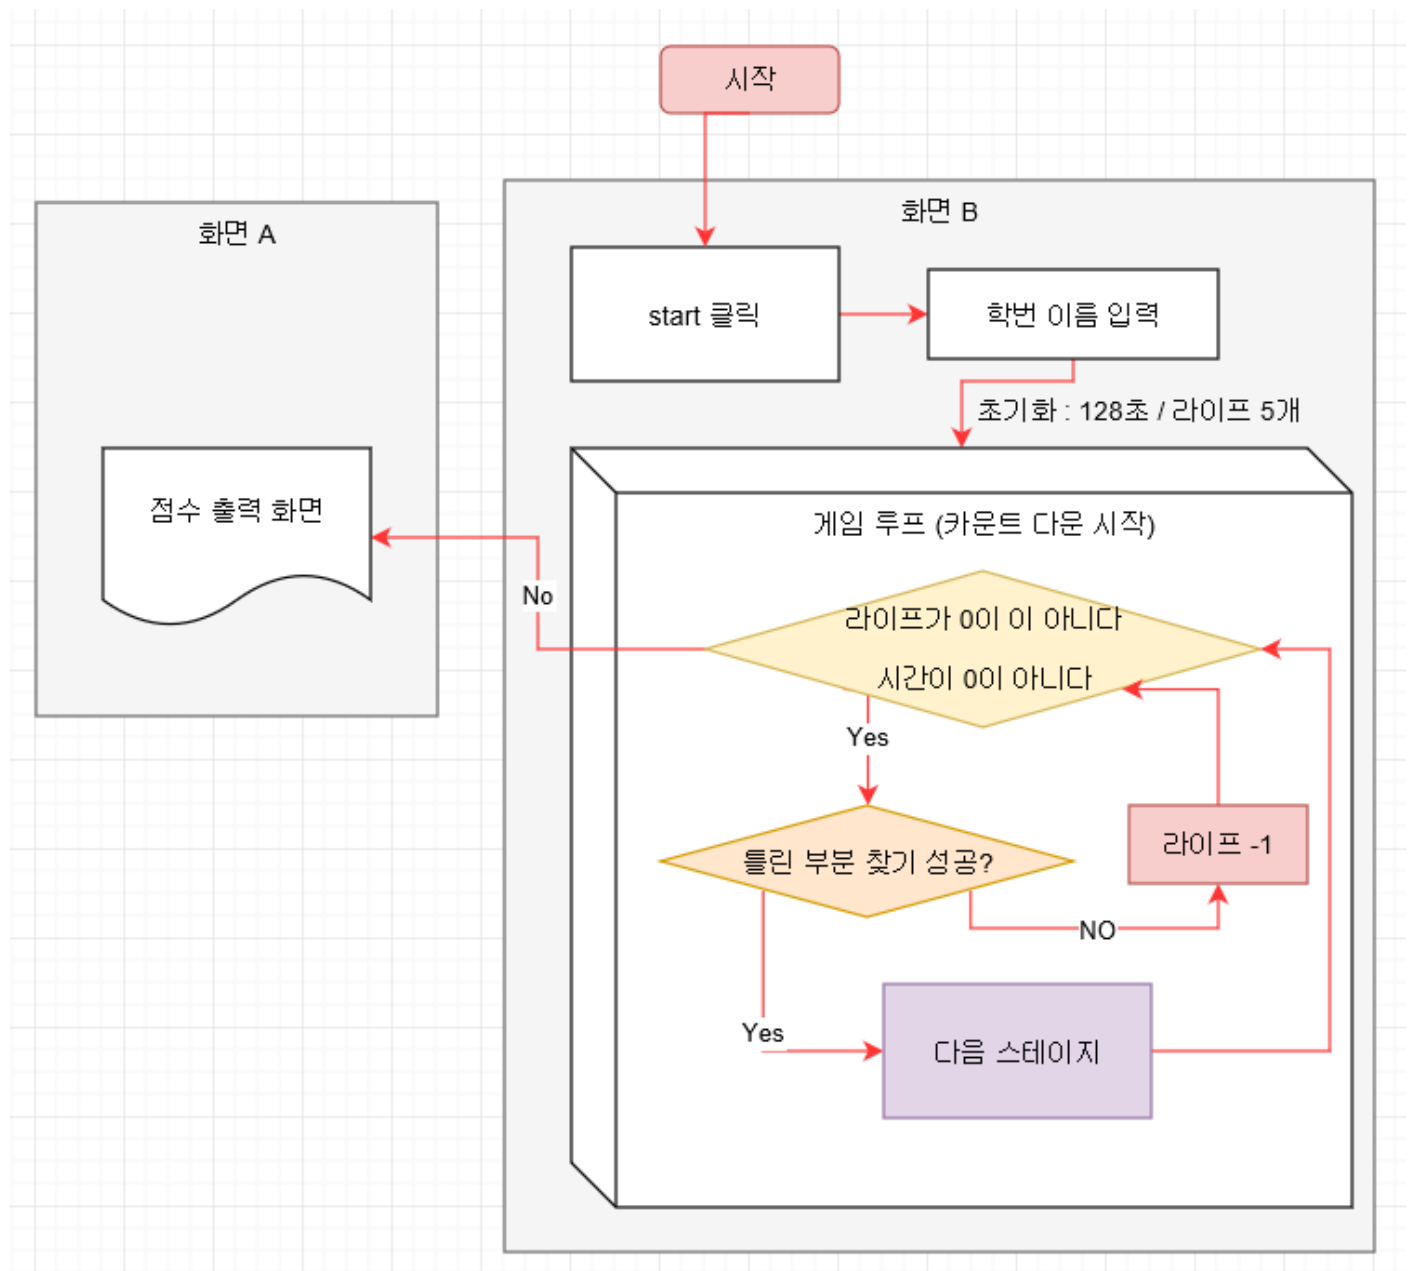 시작
화면 A
점수 출력 화면
화면 B
start 클릭
학번 이름 입력
초기화 : 128초 / 라이프 5개
게임 루프 (카운트 다운 시작)
라이프가 0이 이 아니다
시간이 0이 아니다
No
Yes
틀린 부분 찾기 성공?
라이프 -1
NO
Yes
다음 스테이지